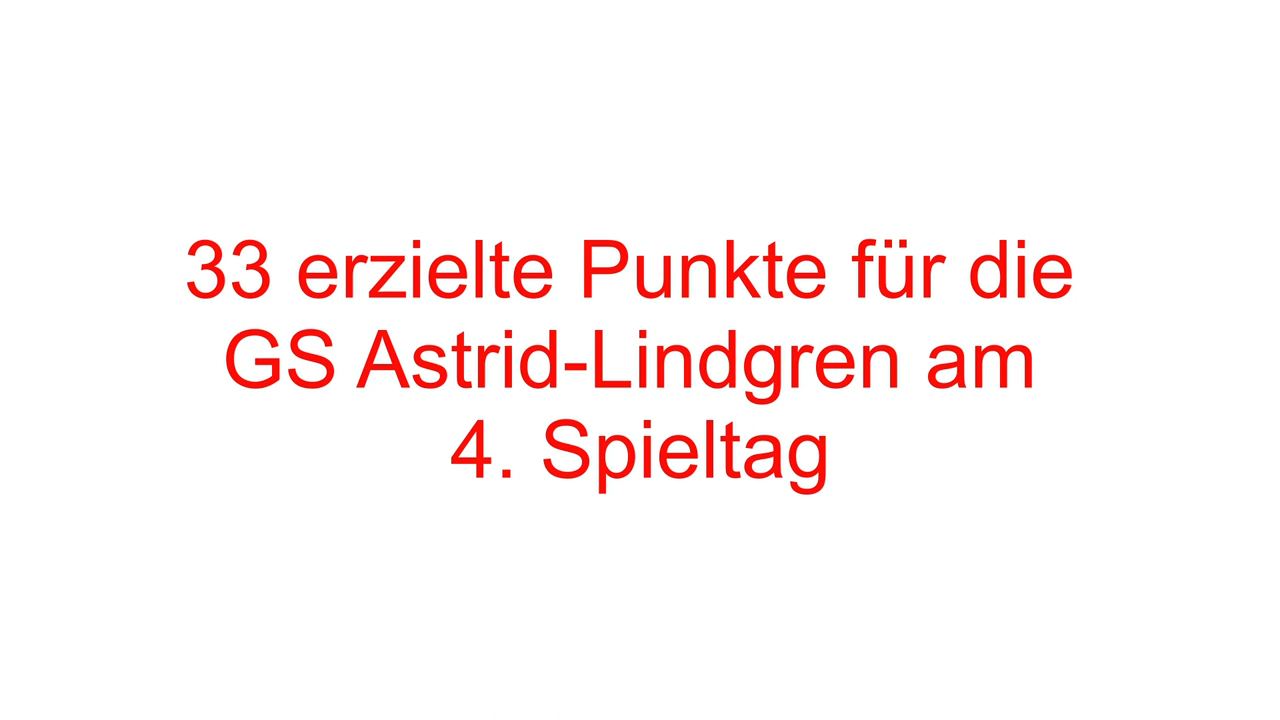 33 erzielte Punkte für die
GS Astrid-Lindgren am
4. Spieltag